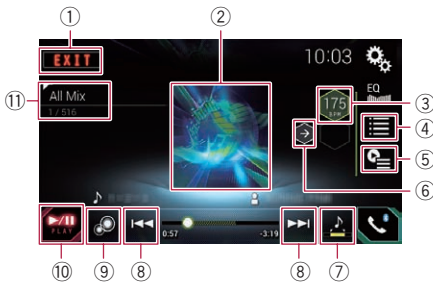 ① ② ③ ④ ⑤ ⑥ ⑦ ⑧ ⑧ ⑨ ⑩ ⑪
EXIT
10:03
EQ
All Mix
1 / 516
175
BPM
0:57
-3:19
PLAY